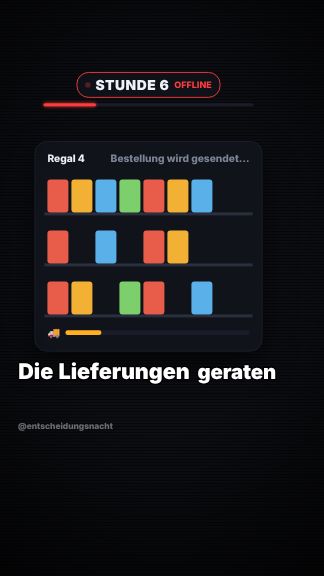 STUNDE 6 OFFLINE
Regal 4 Bestellung wird gesendet...
Die Lieferungen geraten
@entscheidungsnacht